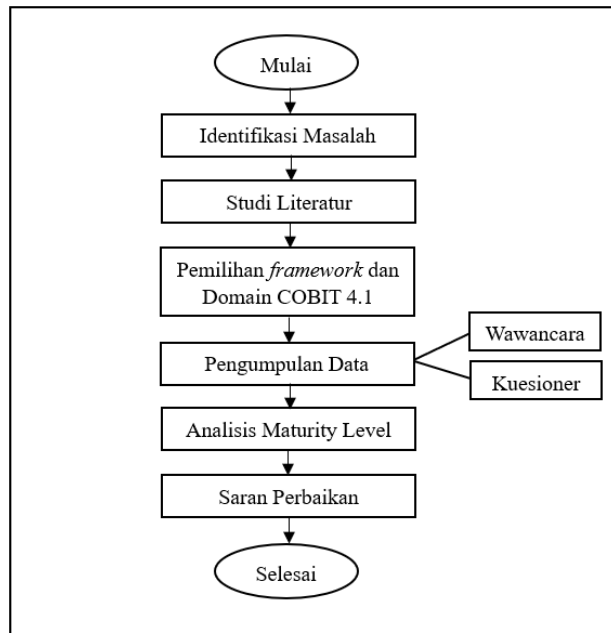 Mulai
Identifikasi Masalah
Studi Literatur
Pemilihan framework dan
Domain COBIT 4.1
Pengumpulan Data
Wawancara
Kuesioner
Analisis Maturity Level
Saran Perbaikan
Selesai